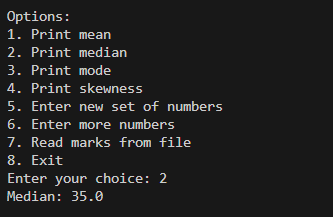 Options:
1. Print mean
2. Print median
3. Print mode
4. Print skewness
5. Enter new set of numbers
6. Enter more numbers
7. Read marks from file
8. Exit
Enter your choice: 2
Median: 35.0